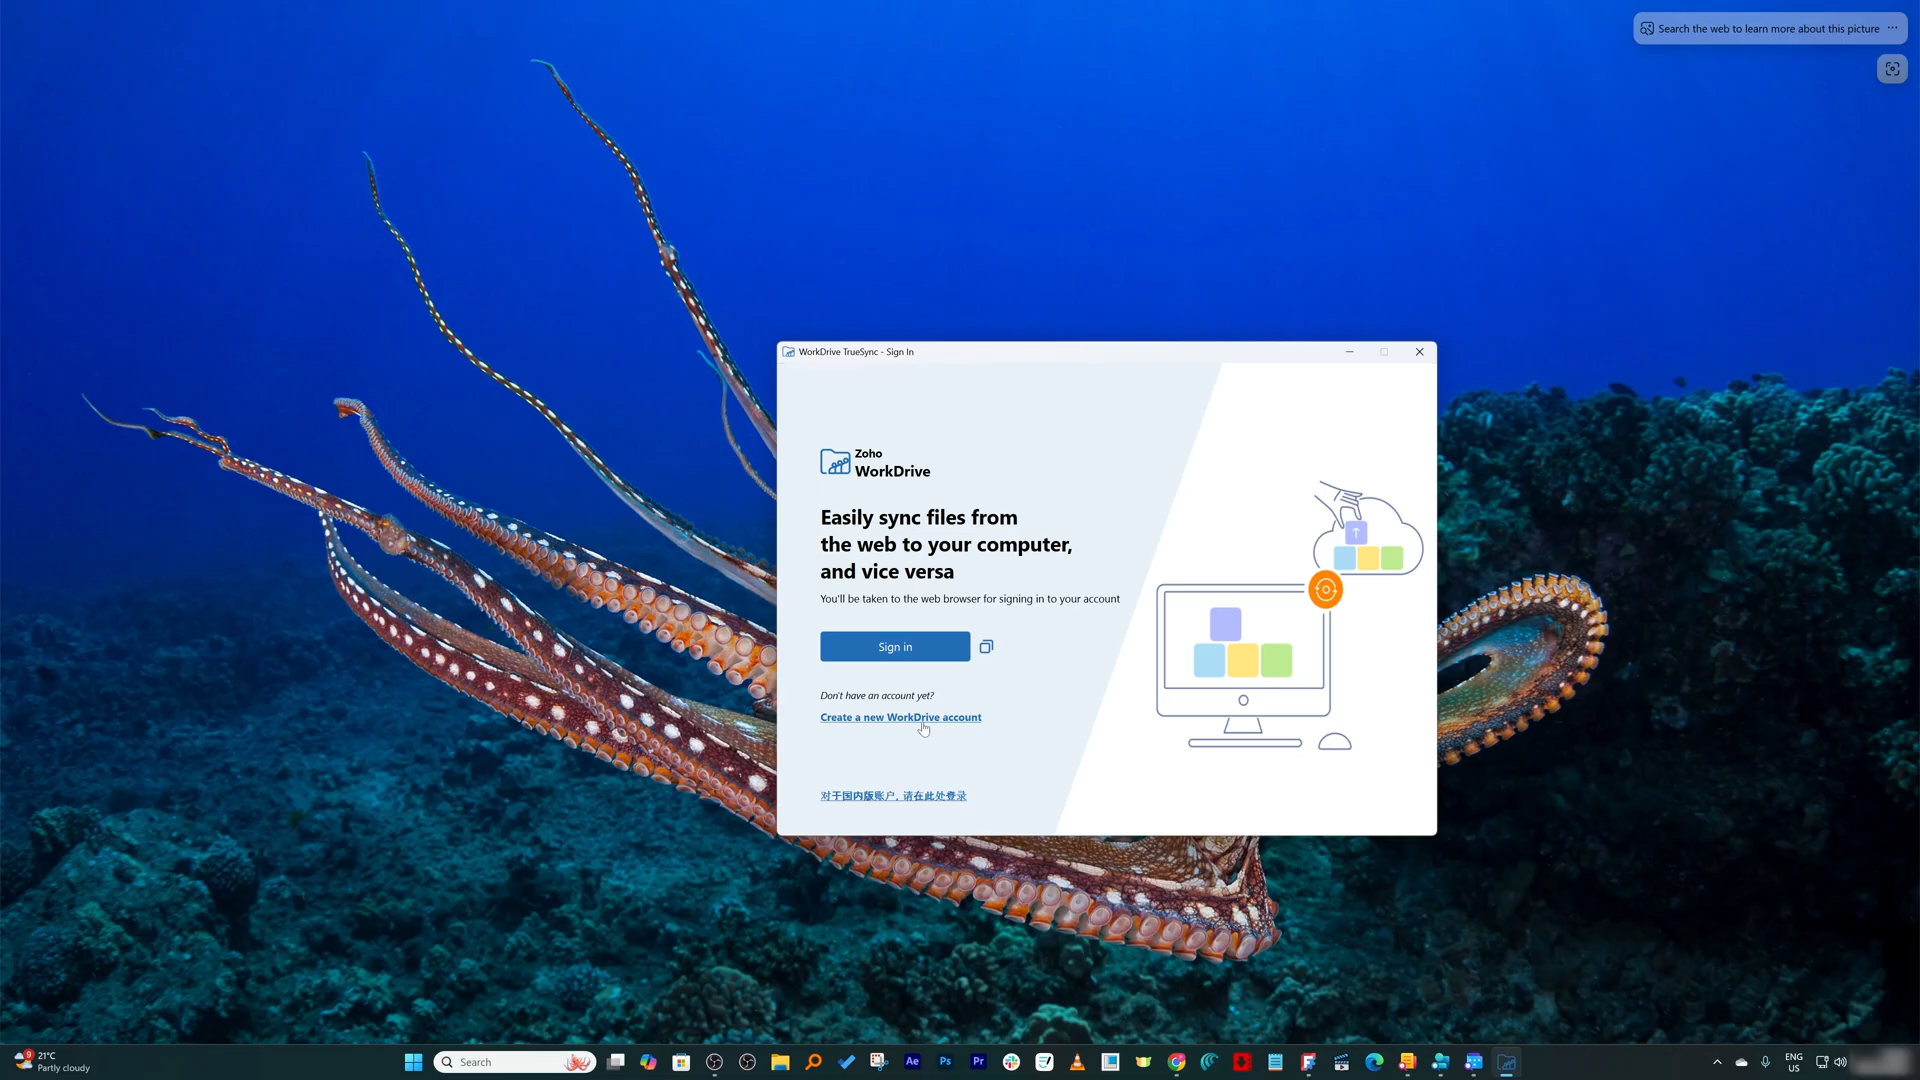 Search the web to learn more about this picture
WorkDrive TrueSync - Sign In
Zoho
WorkDrive
Easily sync files from
the web to your computer,
and vice versa
You'll be taken to the web browser for signing in to your account
Sign in
Don't have an account yet?
Create a new WorkDrive account
对于国内版账户, 请在此处登录
9
21°C
Partly cloudy
Search
Ae
Ps
Pr
ENG
US